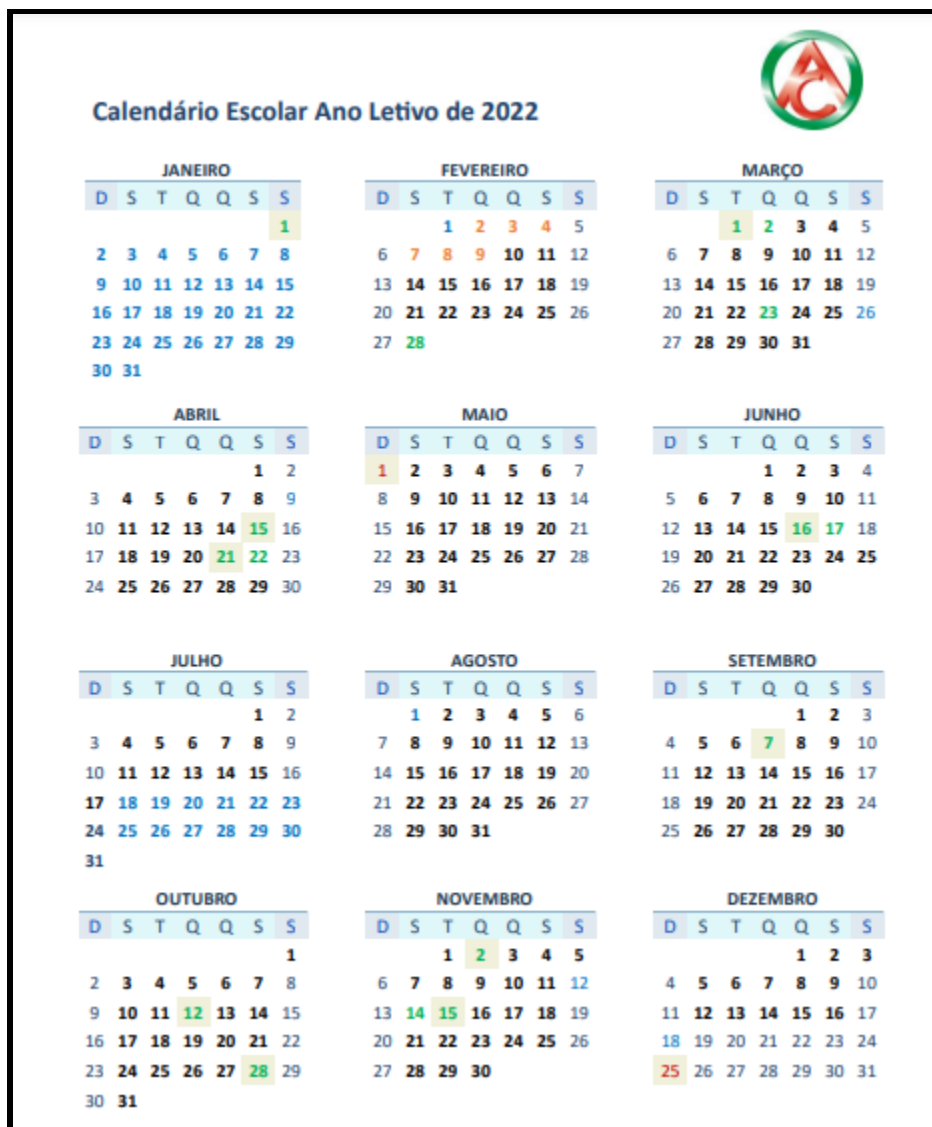 AC
Calendário Escolar Ano Letivo de 2022
JANEIRO FEVEREIRO MARÇO
D S T Q Q S S D S T Q Q S S D S T Q Q S S
1 1 2 3 4 5 1 2 3 4 5
2 3 4 5 6 7 8 6 7 8 9 10 11 12 6 7 8 9 10 11 12
9 10 11 12 13 14 15 13 14 15 16 17 18 19 13 14 15 16 17 18 19
16 17 18 19 20 21 22 20 21 22 23 24 25 26 20 21 22 23 24 25 26
23 24 25 26 27 28 29 27 28 27 28 29 30 31
30 31
ABRIL MAIO JUNHO
D S T Q Q S S D S T Q Q S S D S T Q Q S S
1 2 1 2 3 4 5 6 7 1 2 3 4
3 4 5 6 7 8 9 8 9 10 11 12 13 14 5 6 7 8 9 10 11
10 11 12 13 14 15 16 15 16 17 18 19 20 21 12 13 14 15 16 17 18
17 18 19 20 21 22 23 22 23 24 25 26 27 28 19 20 21 22 23 24 25
24 25 26 27 28 29 30 29 30 31 26 27 28 29 30
JULHO AGOSTO SETEMBRO
D S T Q Q S S D S T Q Q S S D S T Q Q S S
1 2 1 2 3 4 5 6 1 2 3
3 4 5 6 7 8 9 7 8 9 10 11 12 13 4 5 6 7 8 9 10
10 11 12 13 14 15 16 14 15 16 17 18 19 20 11 12 13 14 15 16 17
17 18 19 20 21 22 23 21 22 23 24 25 26 27 18 19 20 21 22 23 24
24 25 26 27 28 29 30 28 29 30 31 25 26 27 28 29 30
31
OUTUBRO NOVEMBRO DEZEMBRO
D S T Q Q S S D S T Q Q S S D S T Q Q S S
1 1 2 3 4 5 1 2 3
2 3 4 5 6 7 8 6 7 8 9 10 11 12 4 5 6 7 8 9 10
9 10 11 12 13 14 15 13 14 15 16 17 18 19 11 12 13 14 15 16 17
16 17 18 19 20 21 22 20 21 22 23 24 25 26 18 19 20 21 22 23 24
23 24 25 26 27 28 29 27 28 29 30 25 26 27 28 29 30 31
30 31